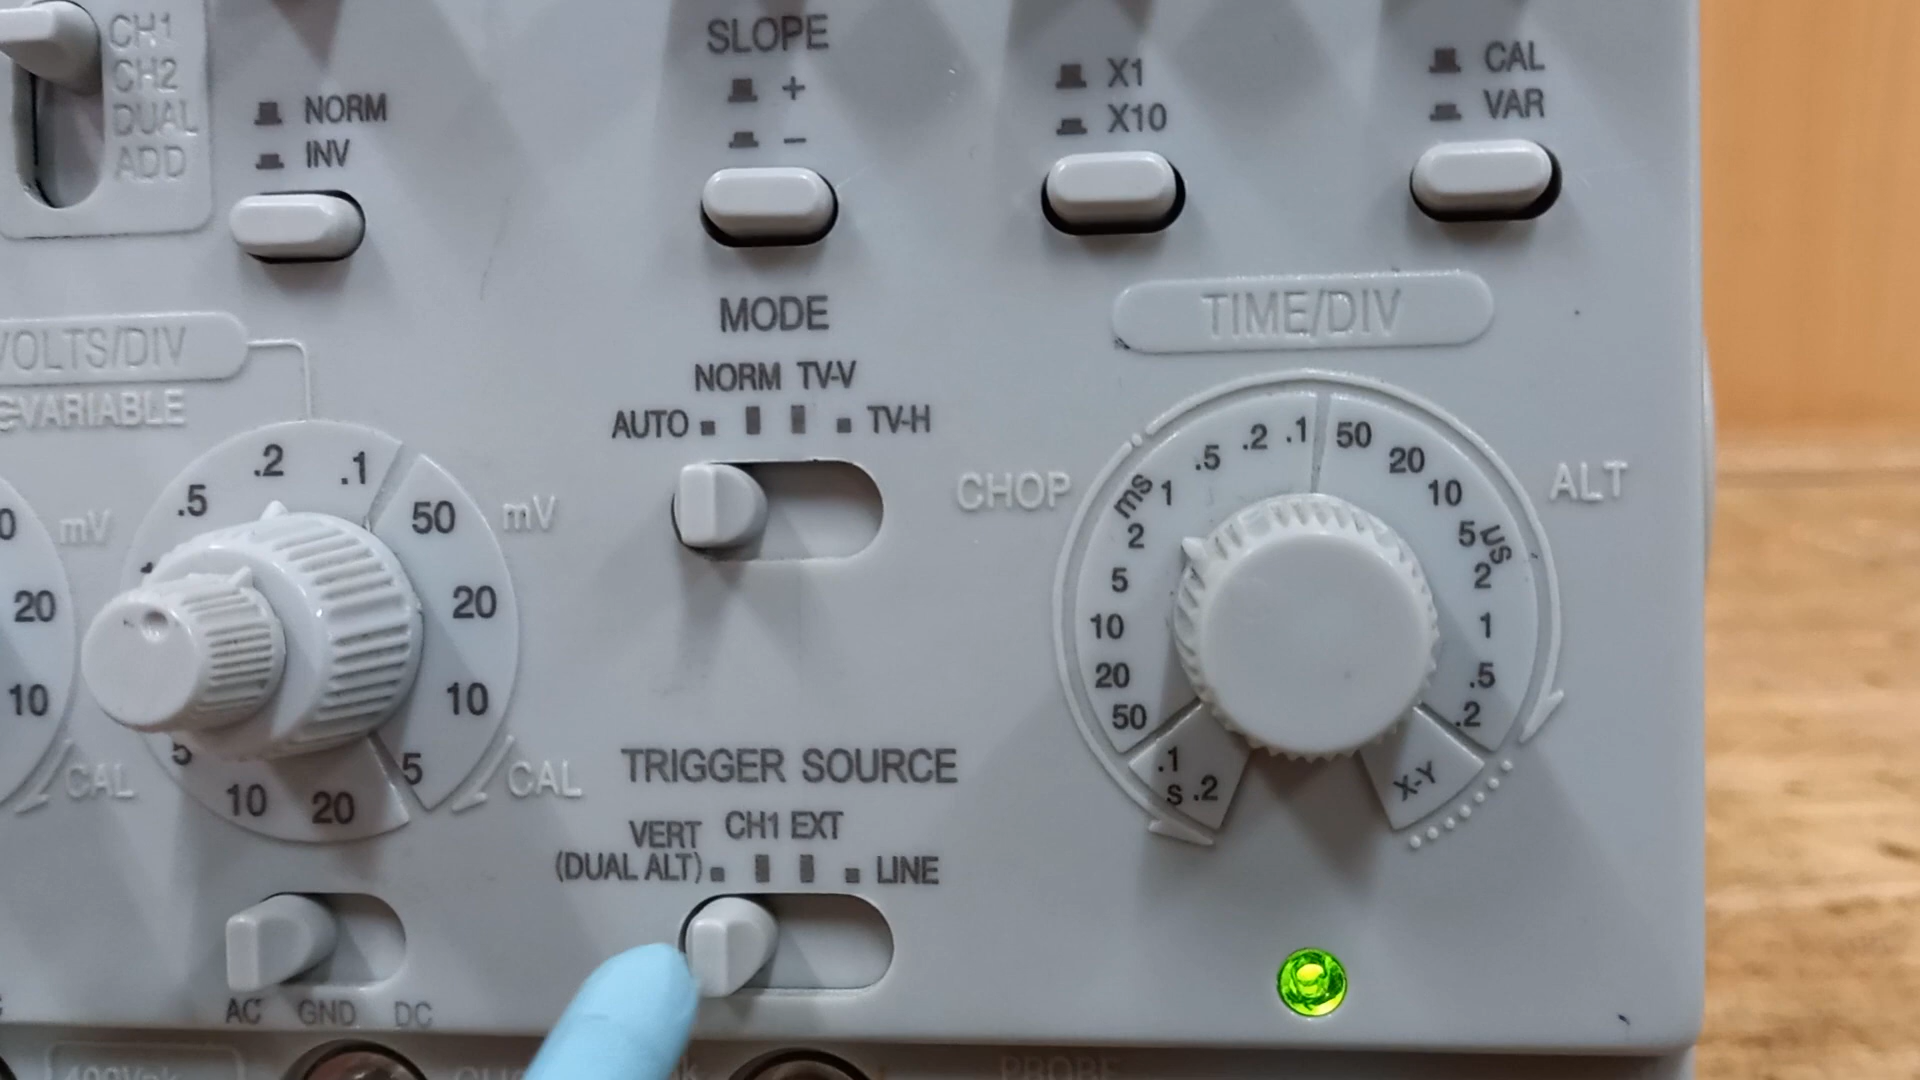 CH1
CH2
DUAL
ADD
NORM
INV
SLOPE
+
−
X1
X10
CAL
VAR
VOLTS/DIV
VARIABLE
MODE
NORM TV-V
AUTO TV-H
TIME/DIV
CHOP
ALT
ms
.1
.2
.5
1
2
5
10
20
50
s
.1
.2
50
20
10
5
µs
2
1
.5
.2
X-Y
mV
20
10
CAL
.5
.2
.1
50
mV
20
10
5
CAL
5
10
20
TRIGGER SOURCE
VERT CH1 EXT
(DUAL ALT) LINE
AC GND DC
PROBE